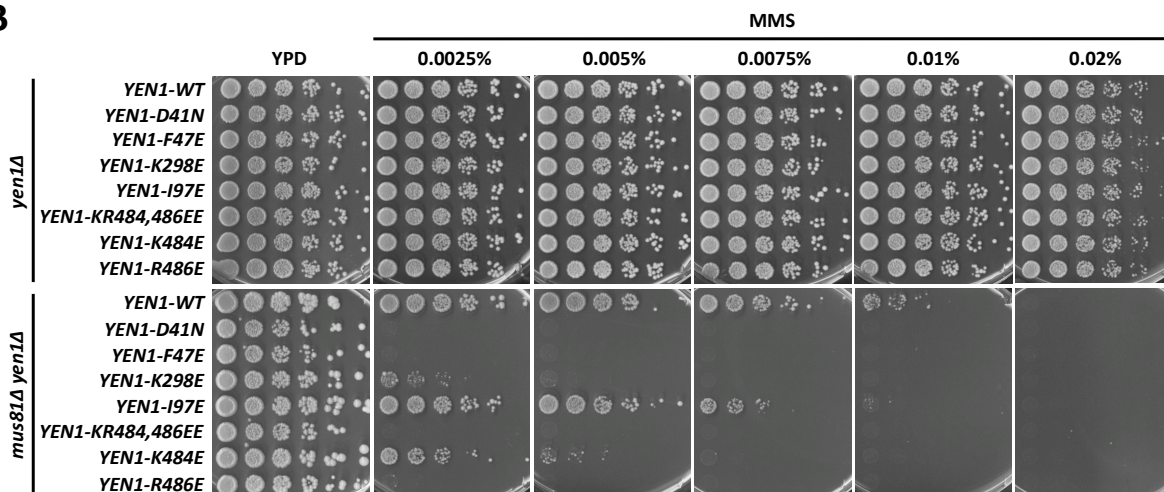 B
MMS
YPD 0.0025% 0.005% 0.0075% 0.01% 0.02%
yen1Δ
YEN1-WT
YEN1-D41N
YEN1-F47E
YEN1-K298E
YEN1-I97E
YEN1-KR484,486EE
YEN1-K484E
YEN1-R486E
mus81Δ yen1Δ
YEN1-WT
YEN1-D41N
YEN1-F47E
YEN1-K298E
YEN1-I97E
YEN1-KR484,486EE
YEN1-K484E
YEN1-R486E